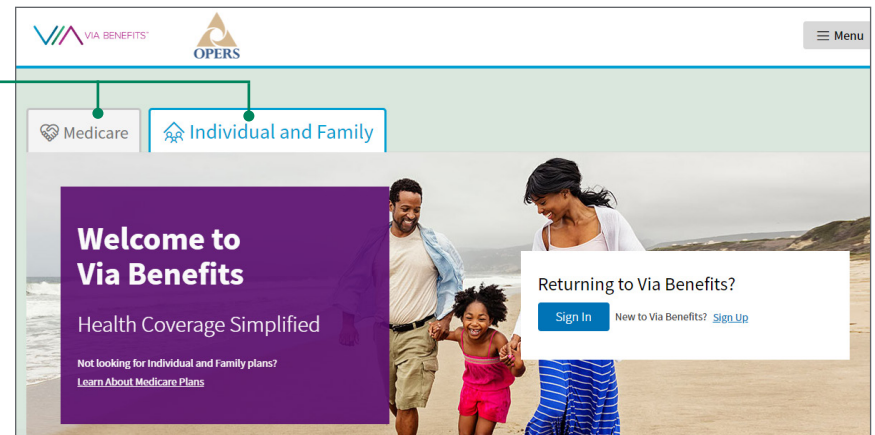 VIA BENEFITS™
OPERS
Menu
Medicare
Individual and Family
Welcome to
Via Benefits
Health Coverage Simplified
Not looking for Individual and Family plans?
Learn About Medicare Plans
Returning to Via Benefits?
Sign In
New to Via Benefits? Sign Up